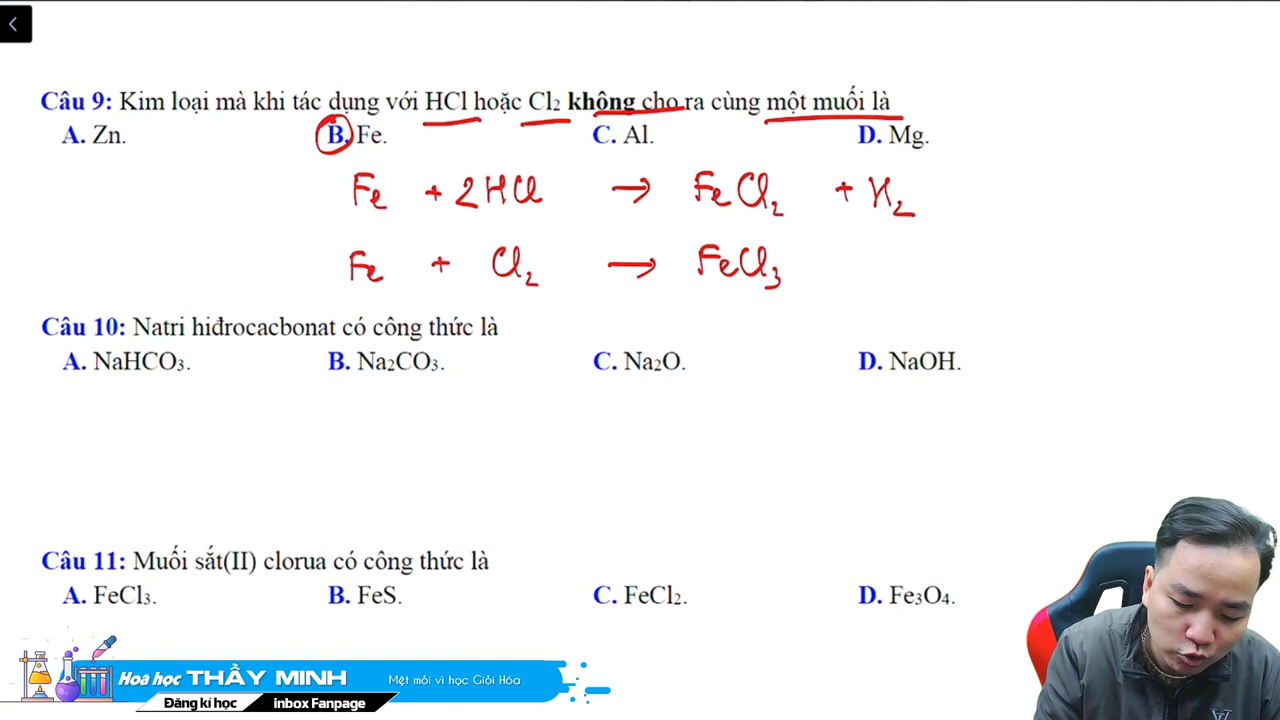 Câu 9: Kim loại mà khi tác dụng với HCl hoặc Cl₂ không cho ra cùng một muối là
A. Zn. B. Fe. C. Al. D. Mg.
Fe + 2HCl → FeCl₂ + H₂
Fe + Cl₂ → FeCl₃
Câu 10: Natri hiđrocacbonat có công thức là
A. NaHCO₃. B. Na₂CO₃. C. Na₂O. D. NaOH.
Câu 11: Muối sắt(II) clorua có công thức là
A. FeCl₃. B. FeS. C. FeCl₂. D. Fe₃O₄.
Hoá học THẦY MINH Mệt mỏi vì học Giỏi Hóa
Đăng kí học inbox Fanpage